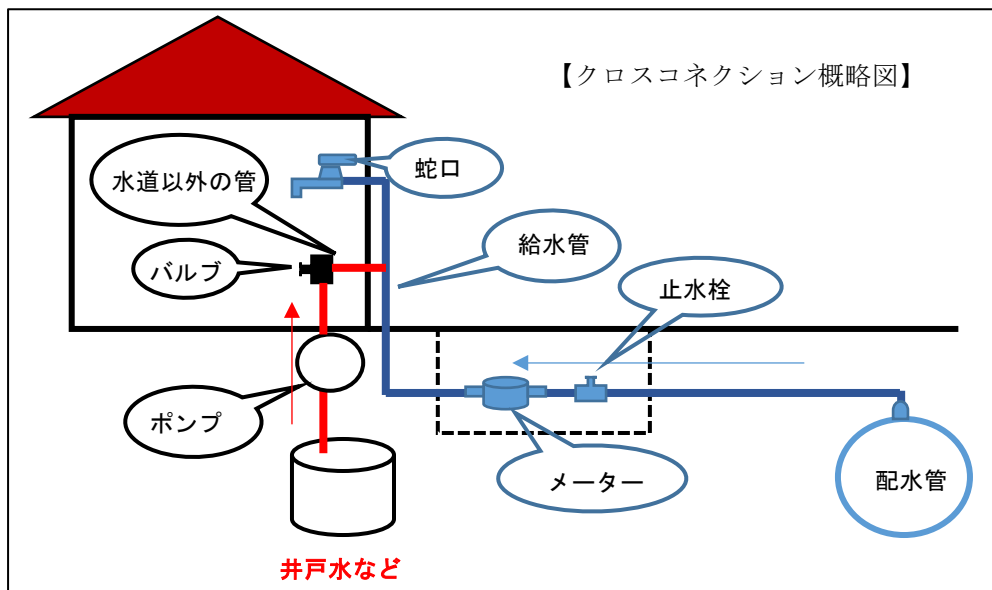 【クロスコネクション概略図】
蛇口
水道以外の管
給水管
バルブ
止水栓
ポンプ
メーター
配水管
井戸水など